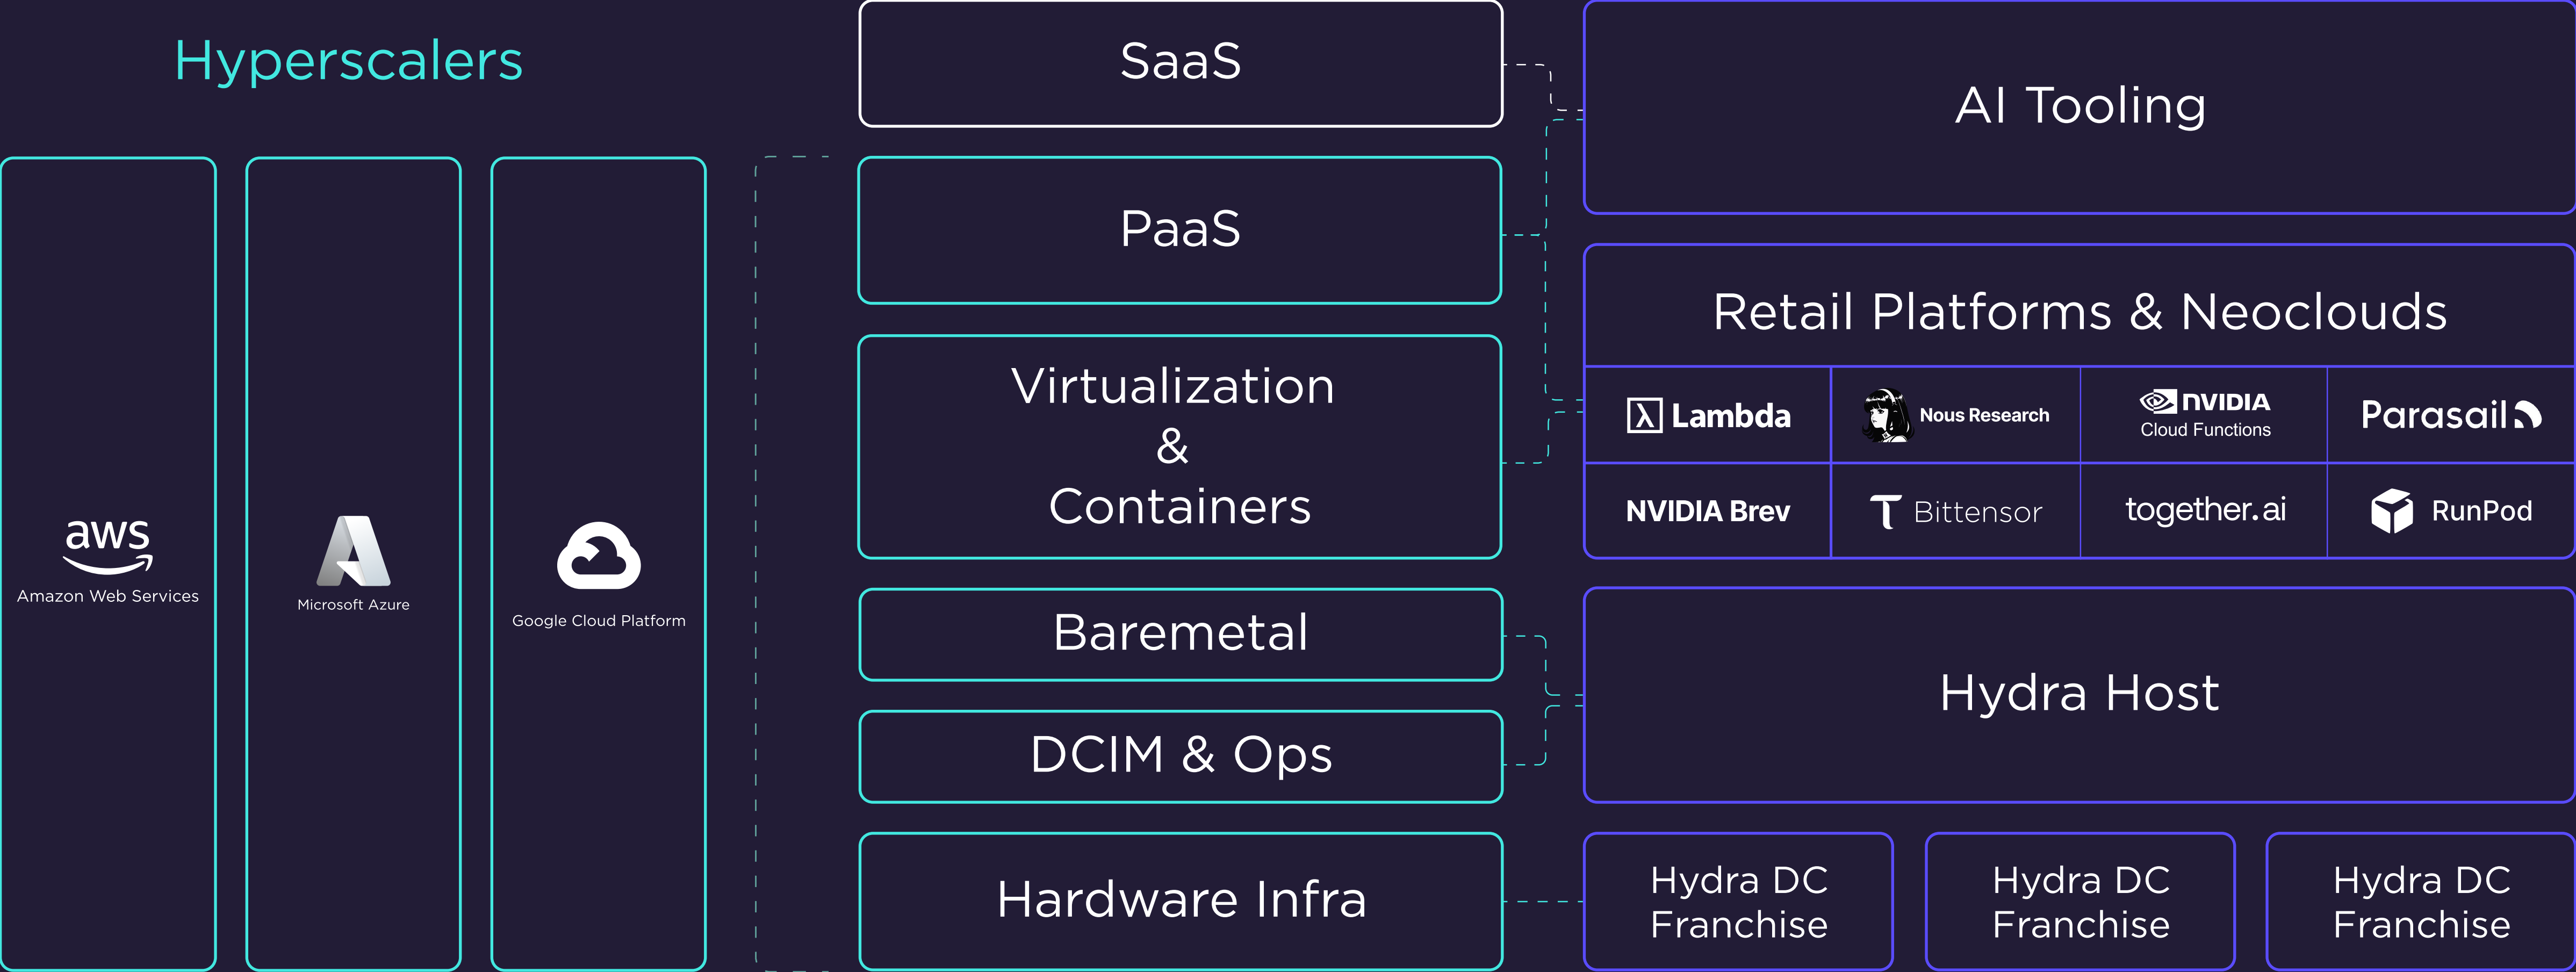 Hyperscalers
aws
Amazon Web Services
Microsoft Azure
Google Cloud Platform
SaaS
PaaS
Virtualization
&
Containers
Baremetal
DCIM & Ops
Hardware Infra
AI Tooling
Retail Platforms & Neoclouds
Lambda
Nous Research
NVIDIA
Cloud Functions
Parasail
NVIDIA Brev
Bittensor
together.ai
RunPod
Hydra Host
Hydra DC
Franchise
Hydra DC
Franchise
Hydra DC
Franchise